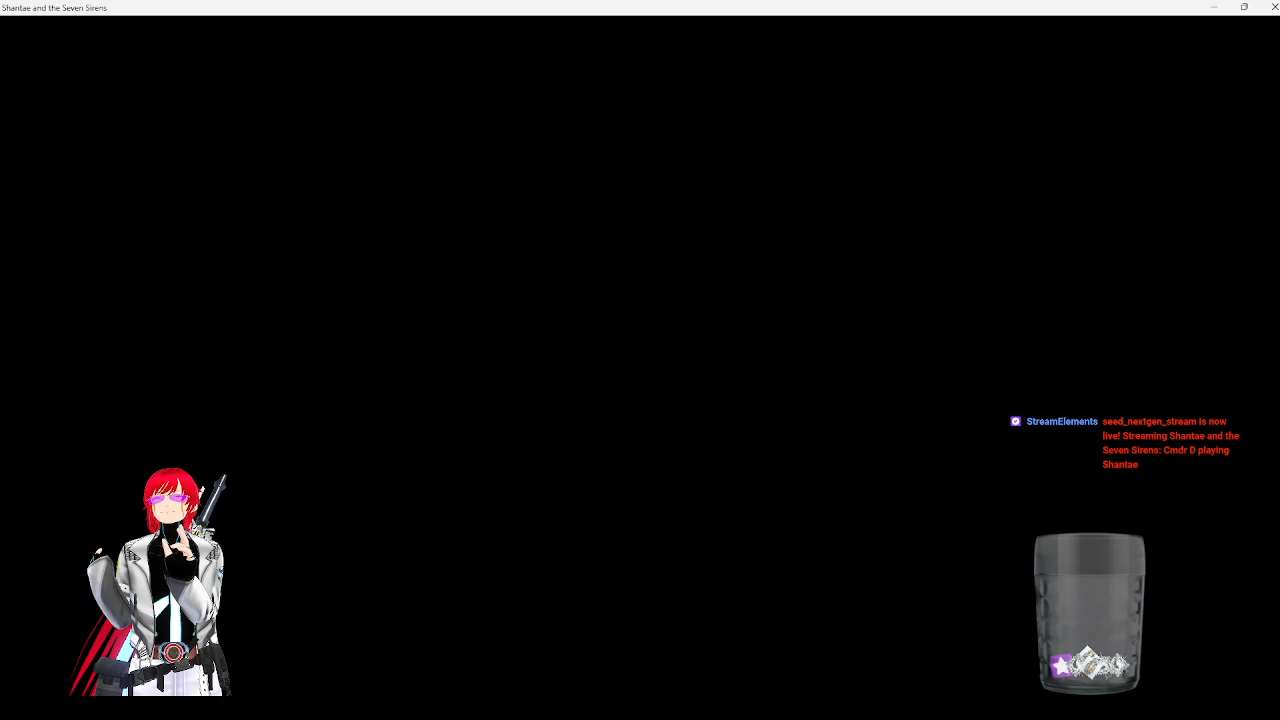 Shantae and the Seven Sirens
StreamElements seed_nextgen_stream is now
live! Streaming Shantae and the
Seven Sirens: Cmdr D playing
Shantae